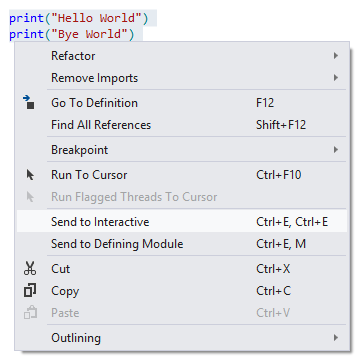 print("Hello World")
print("Bye World")
Refactor
Remove Imports
Go To Definition F12
Find All References Shift+F12
Breakpoint
Run To Cursor Ctrl+F10
Run Flagged Threads To Cursor
Send to Interactive Ctrl+E, Ctrl+E
Send to Defining Module Ctrl+E, M
Cut Ctrl+X
Copy Ctrl+C
Paste Ctrl+V
Outlining